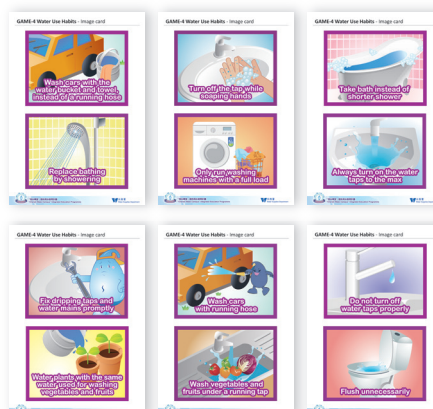 GAME-4 Water Use Habits - Image card
Wash cars with the
water bucket and towel,
instead of a running hose
Replace bathing
by showering
GAME-4 Water Use Habits - Image card
Turn off the tap while
soaping hands
Only run washing
machines with a full load
GAME-4 Water Use Habits - Image card
Take bath instead of
shorter shower
Always turn on the water
taps to the max
GAME-4 Water Use Habits - Image card
Fix dripping taps and
water mains promptly
Water plants with the same
water used for washing
vegetables and fruits
GAME-4 Water Use Habits - Image card
Wash cars
with running hose
Wash vegetables and
fruits under a running tap
GAME-4 Water Use Habits - Image card
Do not turn off
water taps properly
Flush unnecessarily